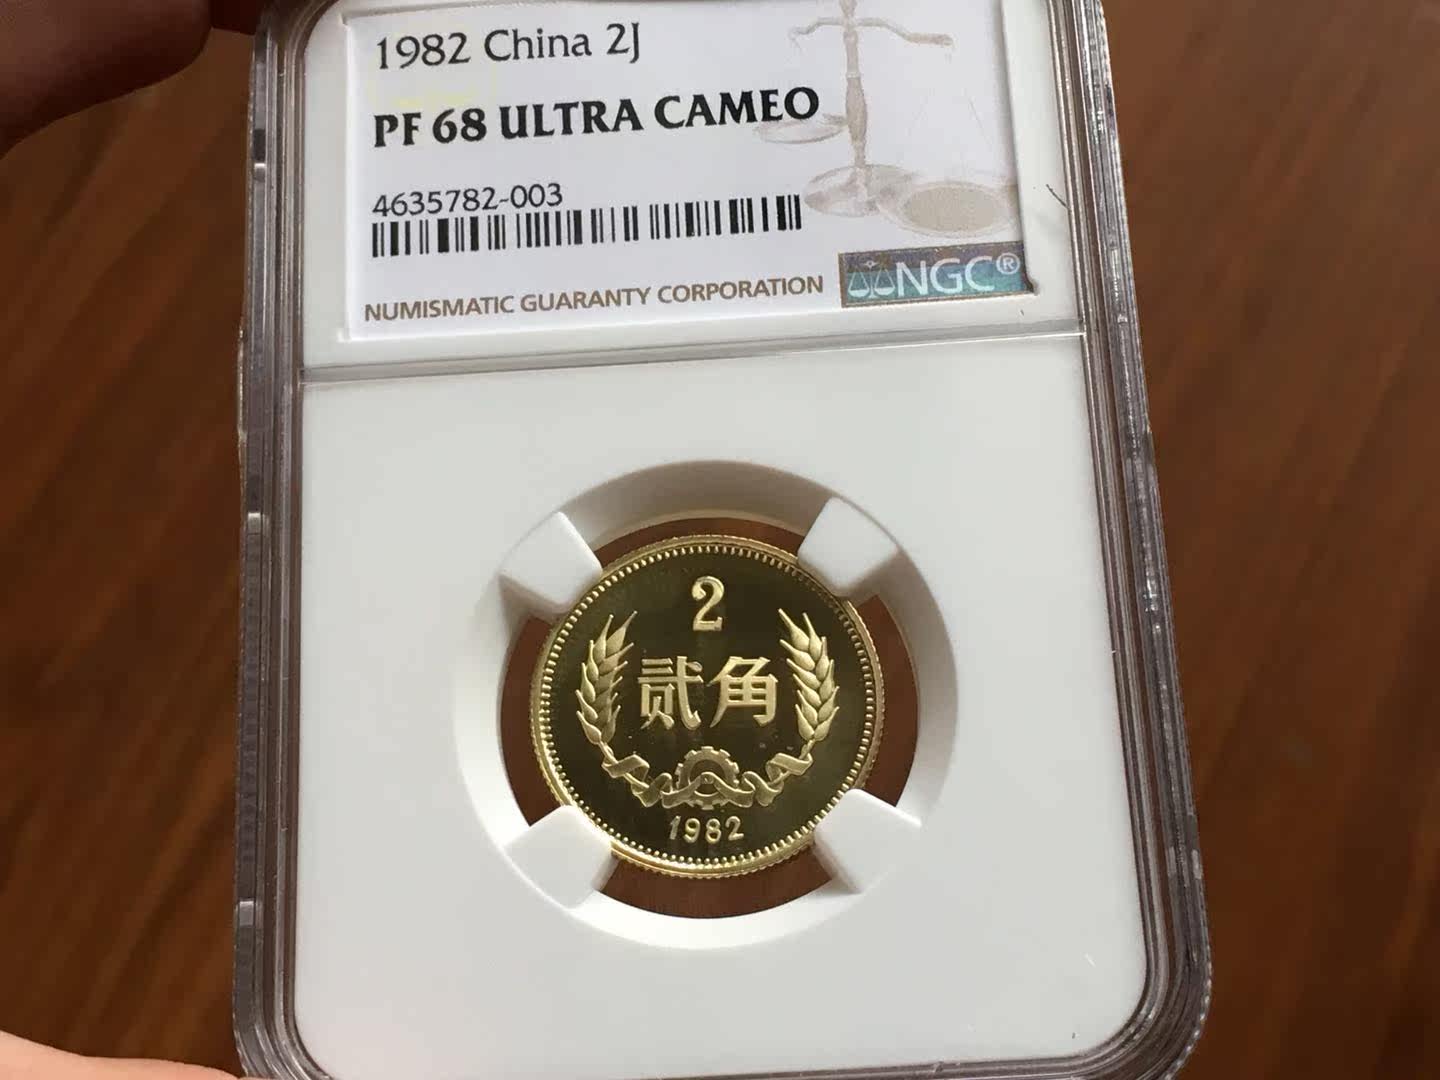 1982 China 2J
PF 68 ULTRA CAMEO
4635782-003
NUMISMATIC GUARANTY CORPORATION
NGC®
2
贰角
1982